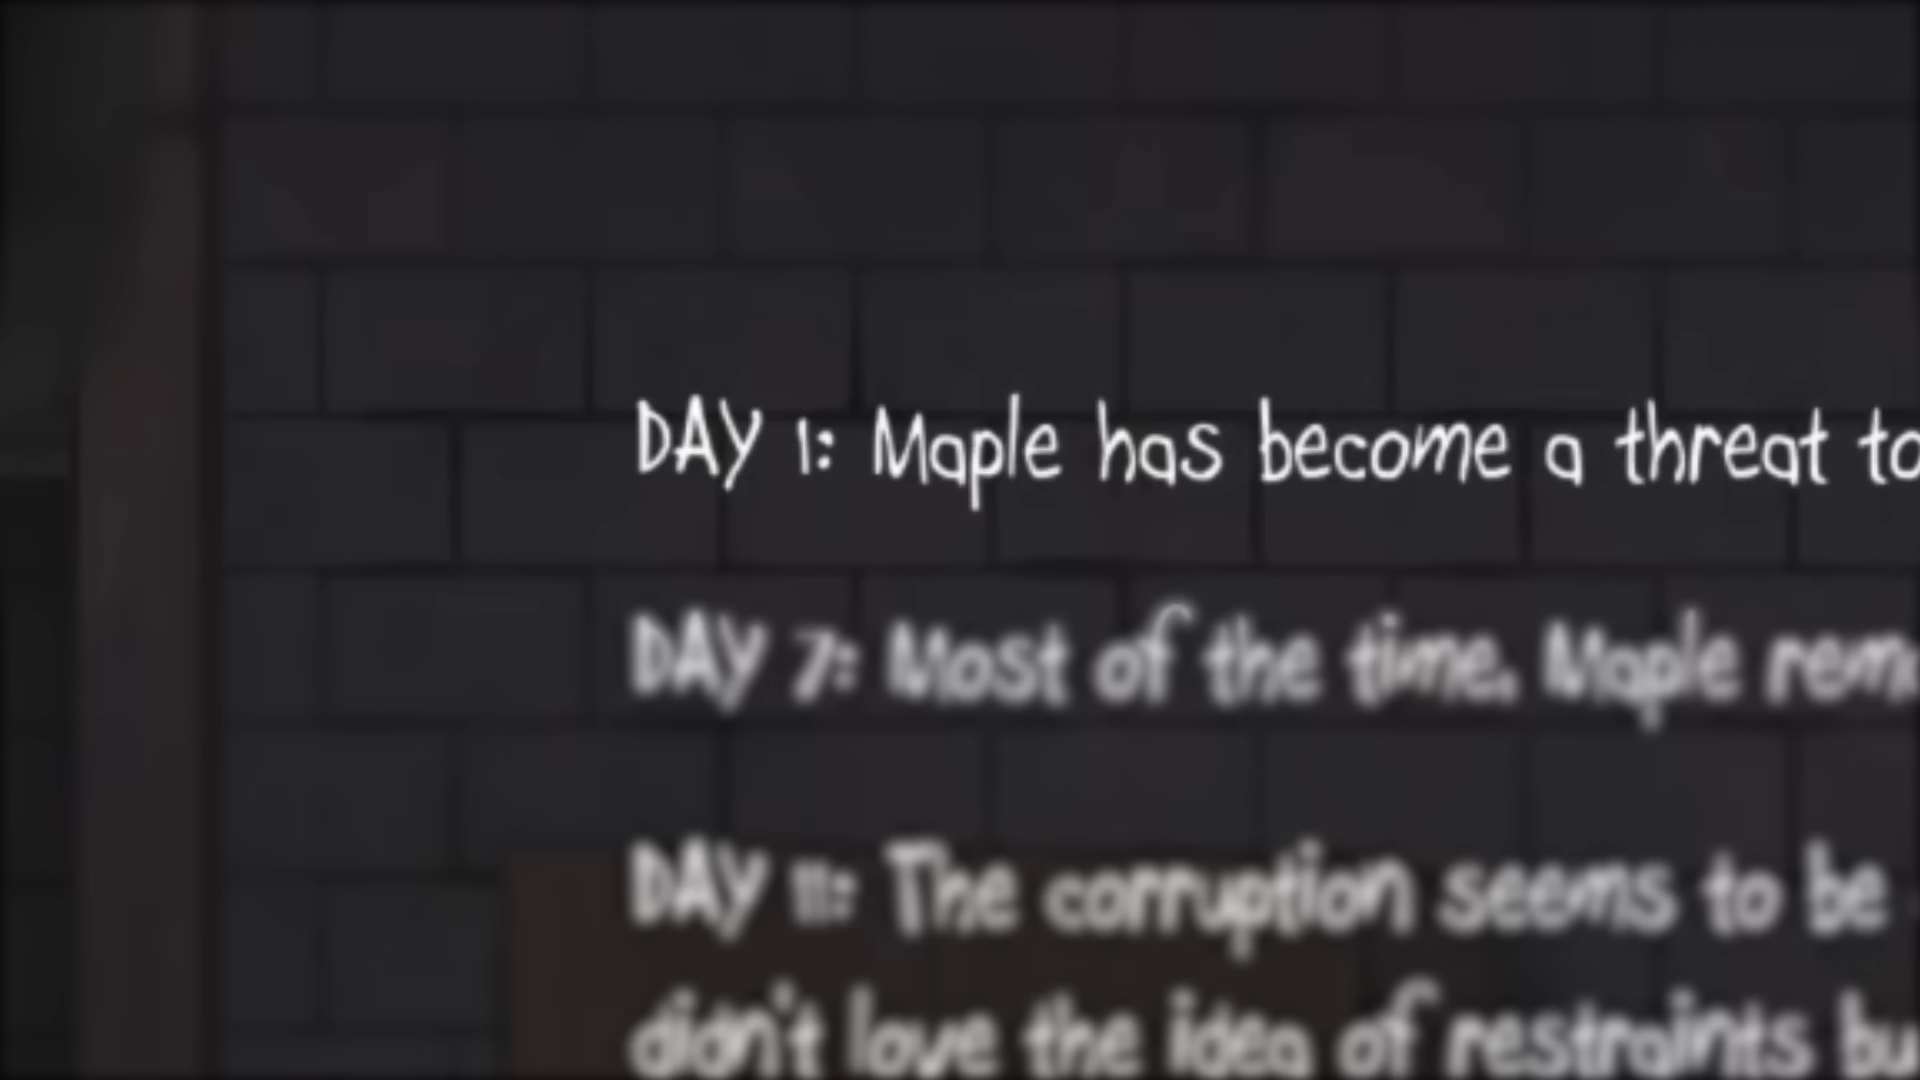 DAY 1: Maple has become a threat to
DAY 7: Most of the time, Maple
DAY 11: The corruption seems to be
didn't love the idea of restraints